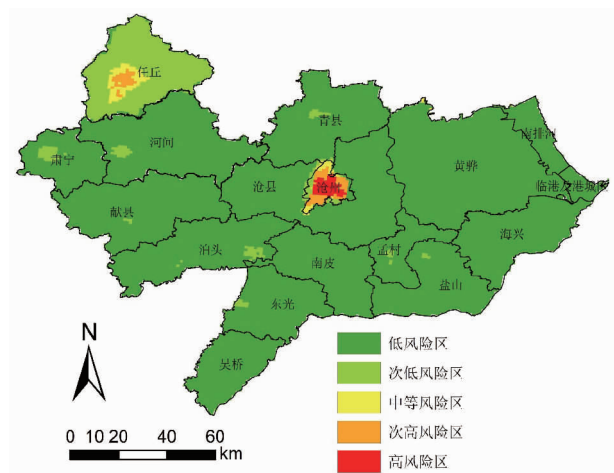 任丘
青县
河间
肃宁
南排河
黄骅
沧县
沧州
临港及港城区
献县
海兴
泊头
南皮
孟村
盐山
东光
吴桥
N
0 10 20 40 60
km
低风险区
次低风险区
中等风险区
次高风险区
高风险区